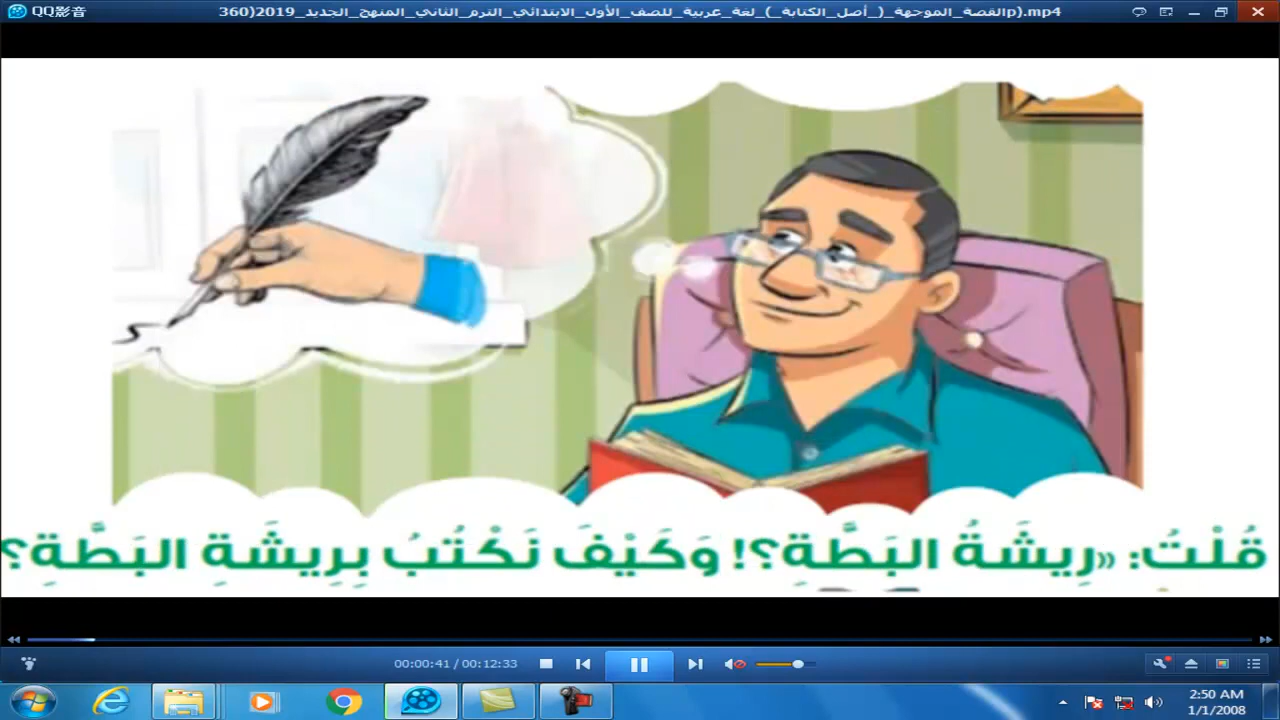 QQ影音
القصة_الموجهة_(_أصل_الكتابة_)_لغة_عربية_للصف_الأول_الابتدائي_الترم_الثاني_المنهج_الجديد_2019(360p).mp4
قُلْتُ: «رِيشَةُ البَطَّةِ؟! وَكَيْفَ نَكْتُبُ بِرِيشَةِ البَطَّةِ؟
00:00:41 / 00:12:33
2:50 AM
1/1/2008